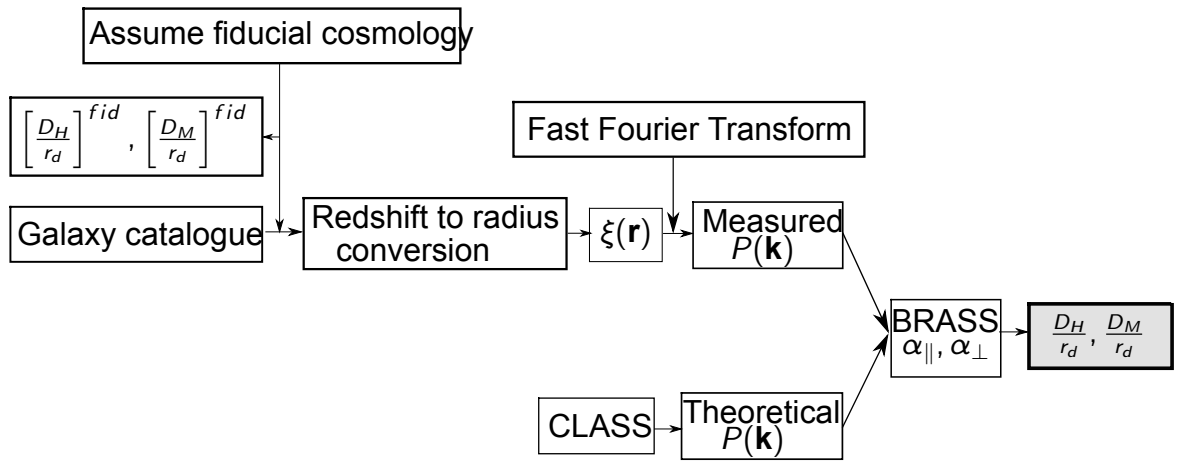 Assume fiducial cosmology
[D_H/r_d]^fid, [D_M/r_d]^fid
Fast Fourier Transform
Galaxy catalogue
Redshift to radius
conversion
ξ(r)
Measured
P(k)
BRASS
α_∥, α_⊥
D_H/r_d, D_M/r_d
CLASS
Theoretical
P(k)